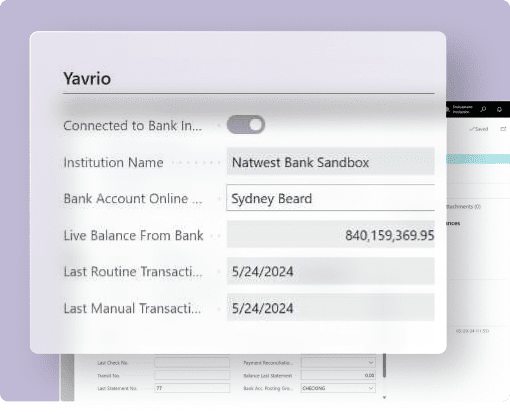 Yavrio
Connected to Bank In...
Institution Name Natwest Bank Sandbox
Bank Account Online ... Sydney Beard
Live Balance From Bank 840,159,369.95
Last Routine Transacti... 5/24/2024
Last Manual Transacti... 5/24/2024
Saved
ttachments (0)
ances
Last Check No. Payment Reconciliatio...
Transit No. Balance Last Statement 0.00
Last Statement No. TT Bank Acc. Posting Gro... CHECKING